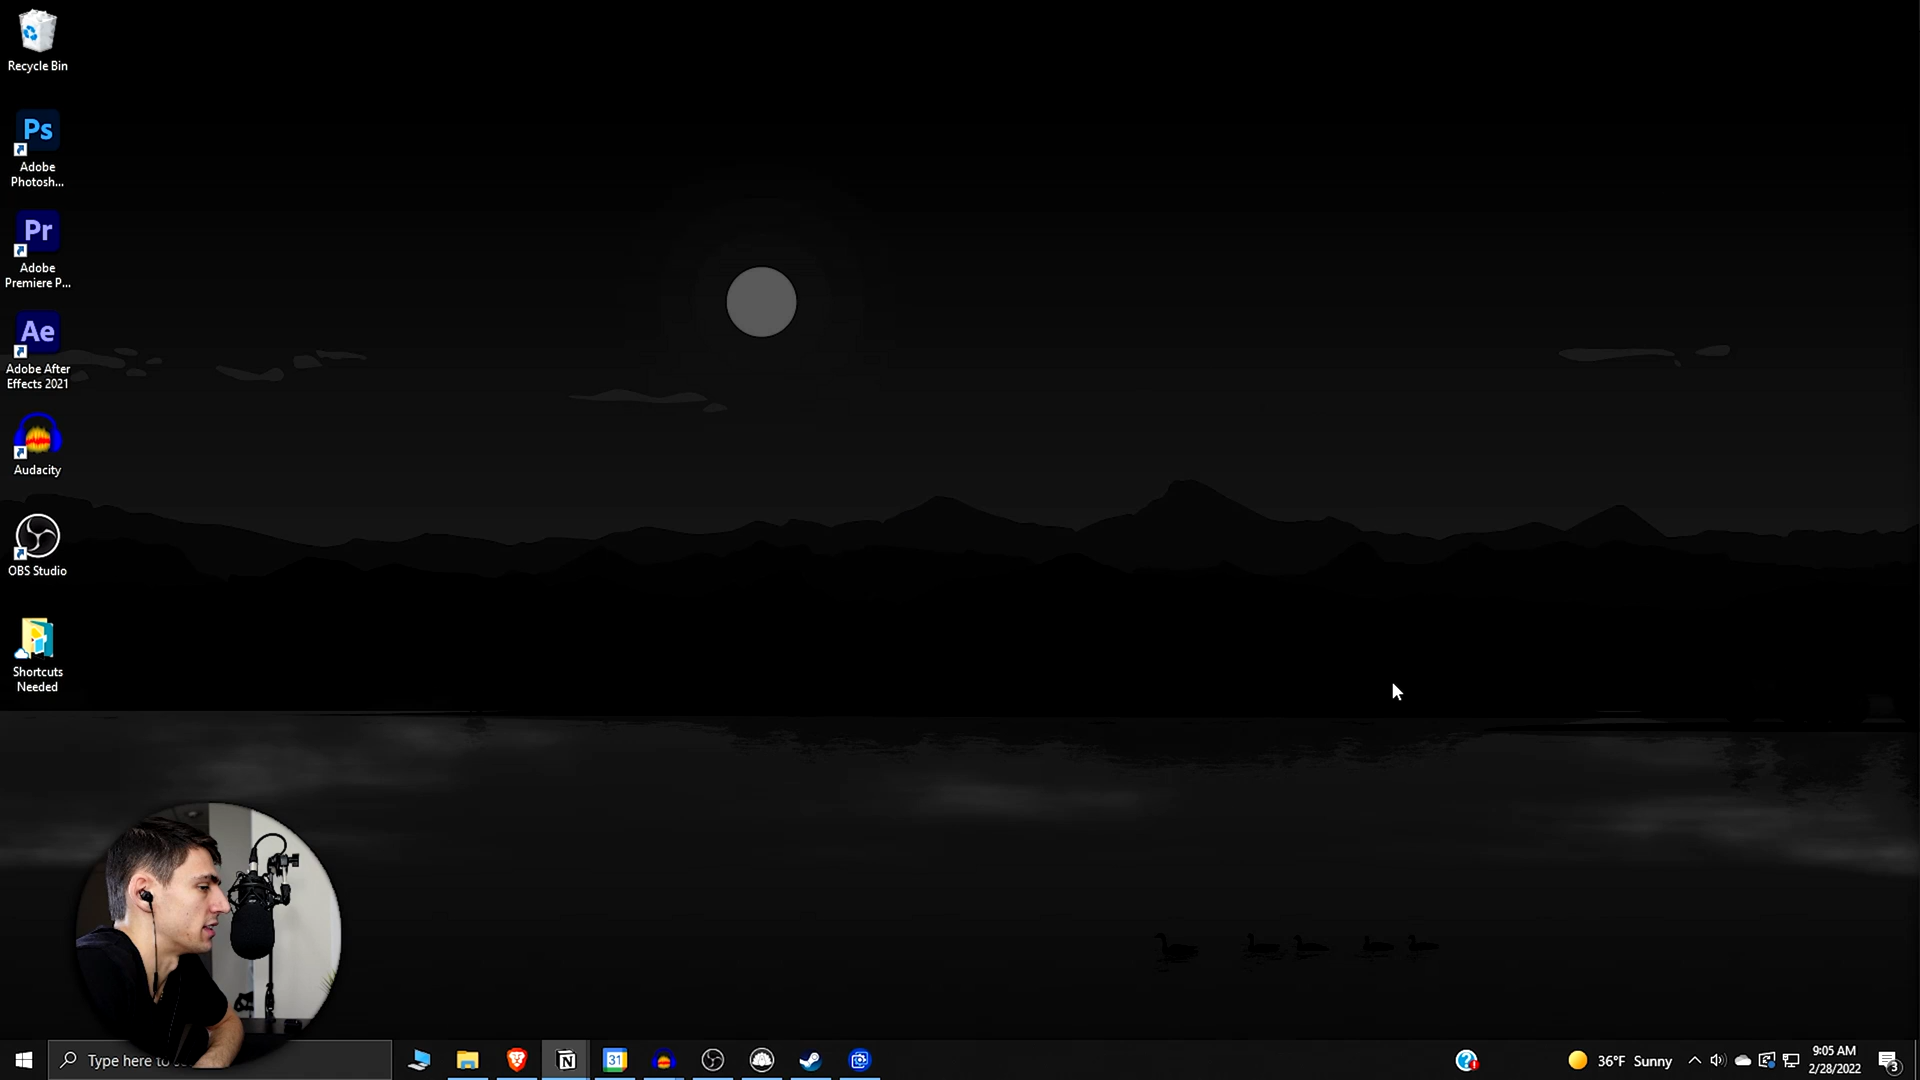 Recycle Bin
Ps
Adobe
Photosh...
Pr
Adobe
Premiere P...
Ae
Adobe After
Effects 2021
Audacity
OBS Studio
Shortcuts
Needed
Type here to
31
36°F Sunny
9:05 AM
2/28/2022
3